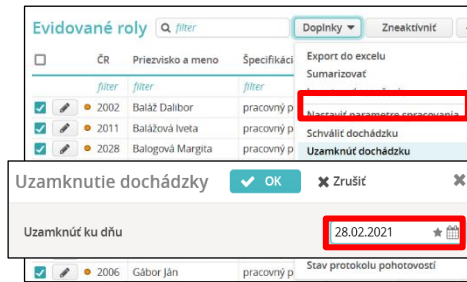 Evidované roly filter Doplnky Zneaktívniť
ČR Priezvisko a meno Špecifikáci
filter filter filter
2002 Baláž Dalibor pracovný p
2011 Balážová Iveta pracovný p
2028 Balogová Margita pracovný p
Export do excelu
Sumarizovať
Nastaviť parametre spracovania
Schváliť dochádzku
Uzamknúť dochádzku
Uzamknutie dochádzky OK Zrušiť
Uzamknúť ku dňu 28.02.2021
2006 Gábor Ján pracovný p
Stav protokolu pohotovostí